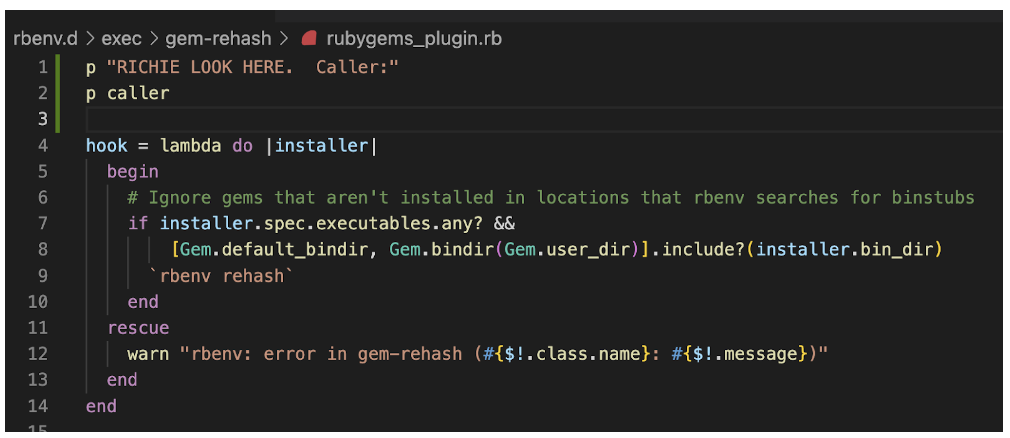 rbenv.d > exec > gem-rehash > rubygems_plugin.rb
1 p "RICHIE LOOK HERE.  Caller:"
2 p caller
3
4 hook = lambda do |installer|
5   begin
6     # Ignore gems that aren't installed in locations that rbenv searches for binstubs
7     if installer.spec.executables.any? &&
8         [Gem.default_bindir, Gem.bindir(Gem.user_dir)].include?(installer.bin_dir)
9       `rbenv rehash`
10     end
11   rescue
12     warn "rbenv: error in gem-rehash (#{$!.class.name}: #{$!.message})"
13   end
14 end
15